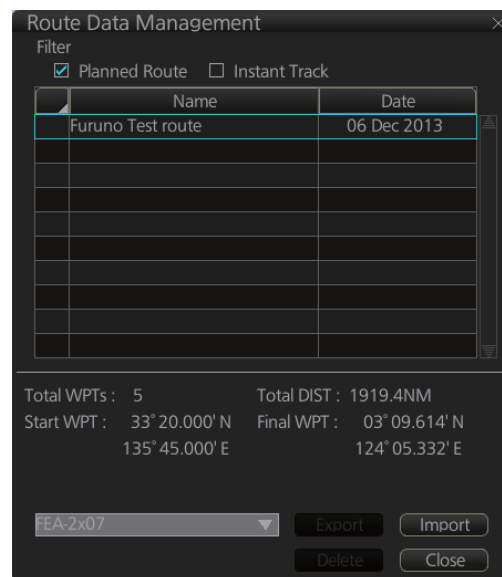 Route Data Management
Filter
Planned Route Instant Track
Name Date
Furuno Test route 06 Dec 2013
Total WPTs : 5 Total DIST : 1919.4NM
Start WPT : 33°20.000' N Final WPT : 03°09.614' N
135°45.000' E 124°05.332' E
FEA-2x07 Export Import
Delete Close